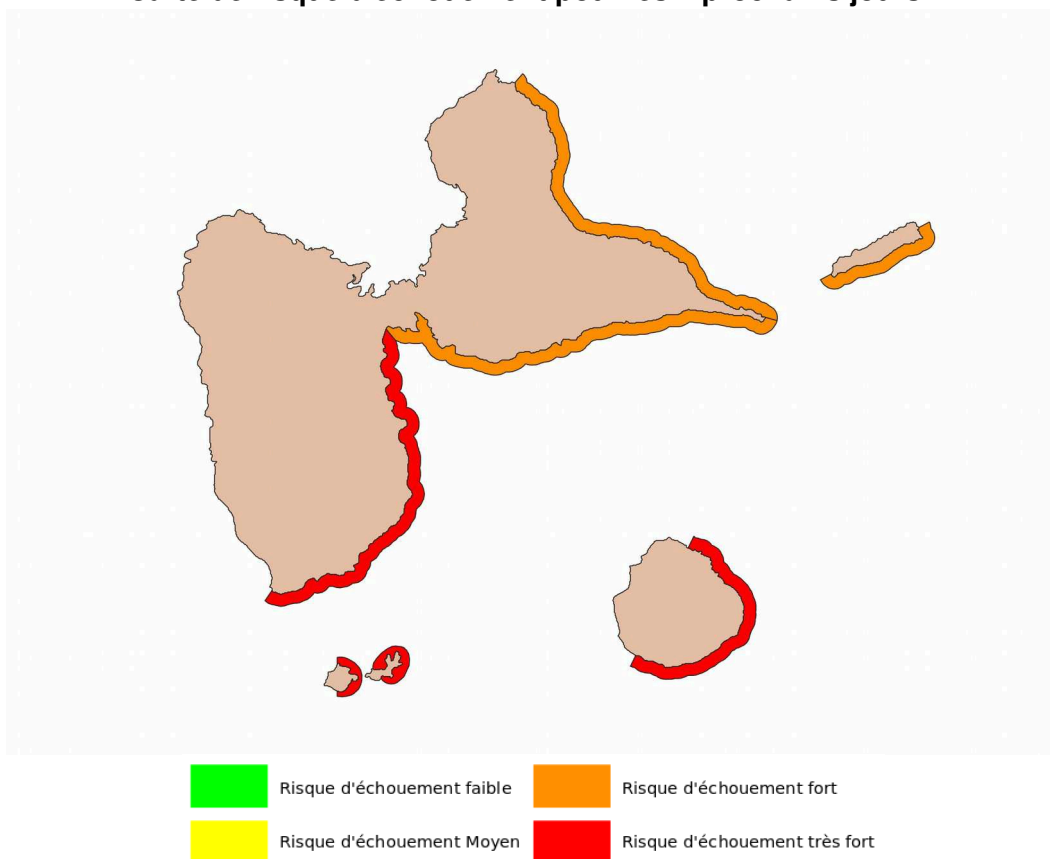 Risque d'échouement faible
Risque d'échouement fort
Risque d'échouement Moyen
Risque d'échouement très fort